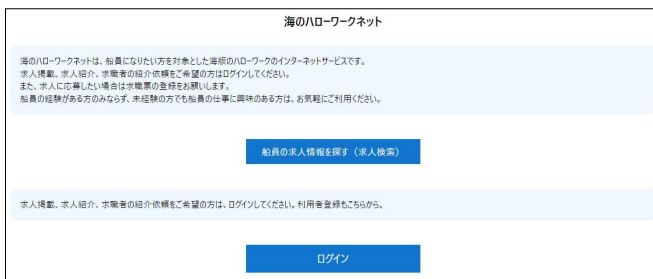 海のハローワークネット
海のハローワークネットは、船員になりたい方を対象とした海版のハローワークのインターネットサービスです。
求人掲載、求人紹介、求職者の紹介依頼をご希望の方はログインしてください。
また、求人に応募したい場合は求職票の登録をお願いします。
船員の経験がある方のみならず、未経験の方でも船員の仕事に興味のある方は、お気軽にご利用ください。
船員の求人情報を探す（求人検索）
求人掲載、求人紹介、求職者の紹介依頼をご希望の方は、ログインしてください。利用者登録もこちらから。
ログイン